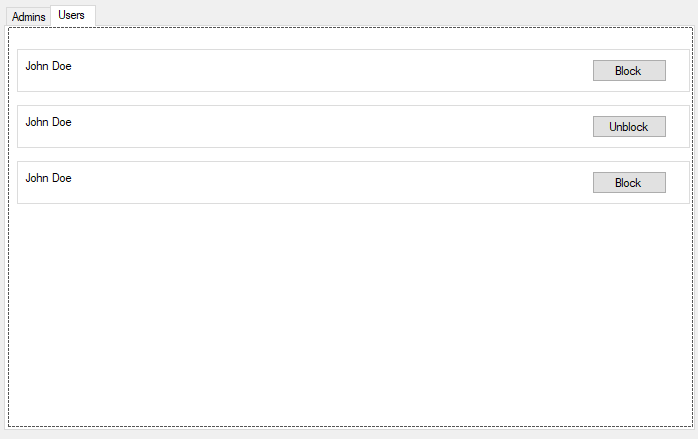 Admins Users
John Doe Block
John Doe Unblock
John Doe Block